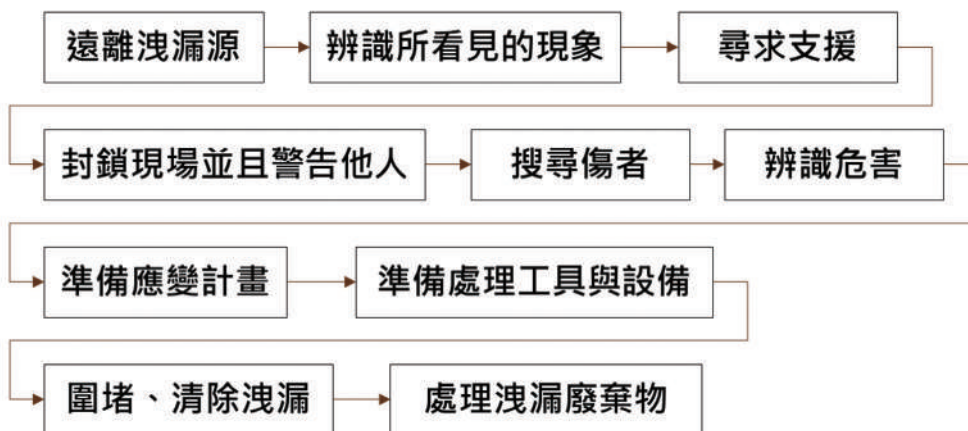 遠離洩漏源
辨識所看見的現象
尋求支援
封鎖現場並且警告他人
搜尋傷者
辨識危害
準備應變計畫
準備處理工具與設備
圍堵、清除洩漏
處理洩漏廢棄物